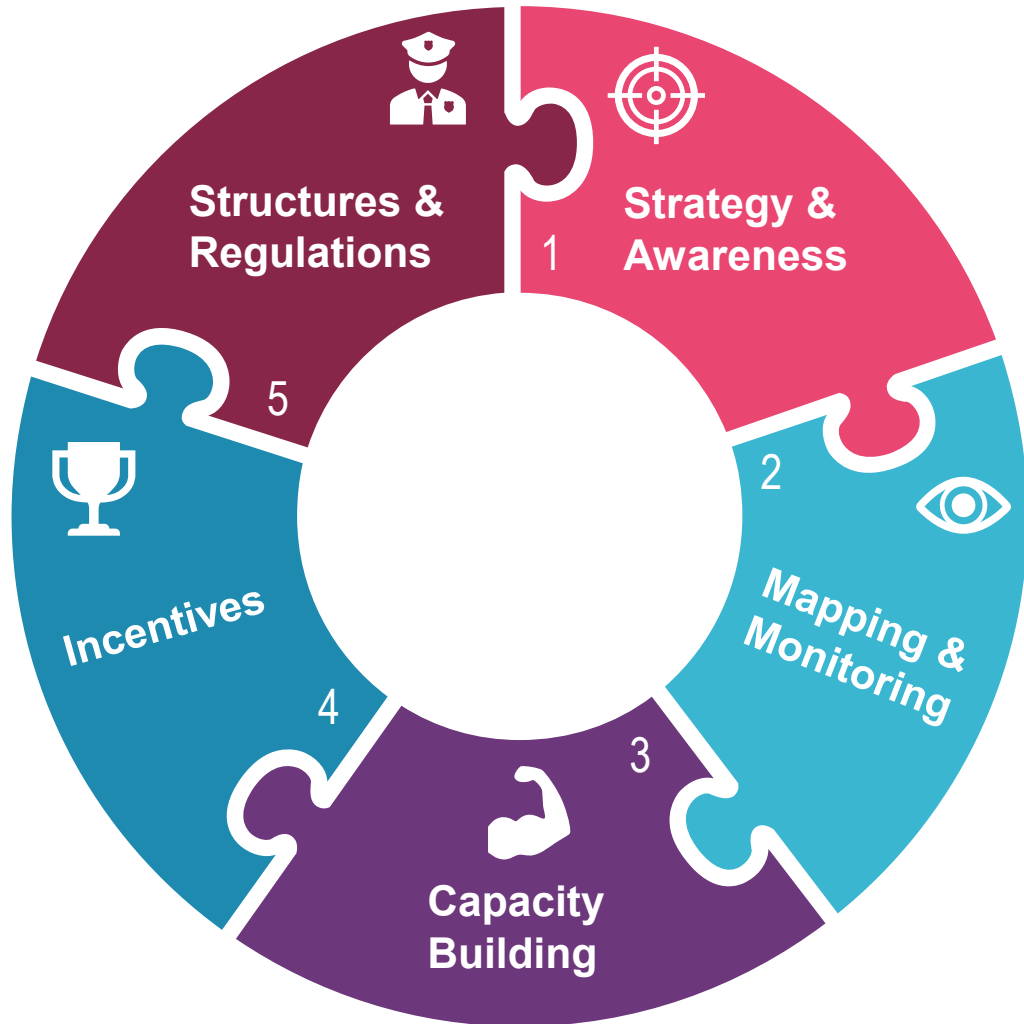 1
Strategy &
Awareness
2
Mapping &
Monitoring
3
Capacity
Building
4
Incentives
5
Structures &
Regulations